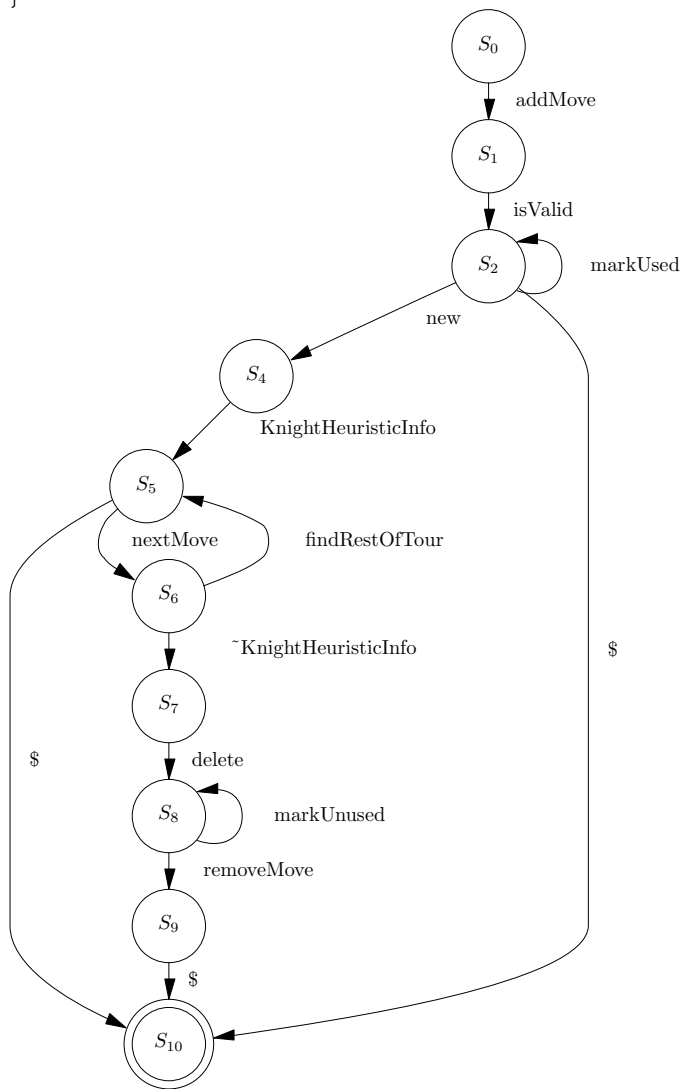 }
S0
addMove
S1
isValid
S2
markUsed
new
S4
KnightHeuristicInfo
S5
nextMove
findRestOfTour
S6
~KnightHeuristicInfo
$
S7
$
delete
S8
markUnused
removeMove
S9
$
S10